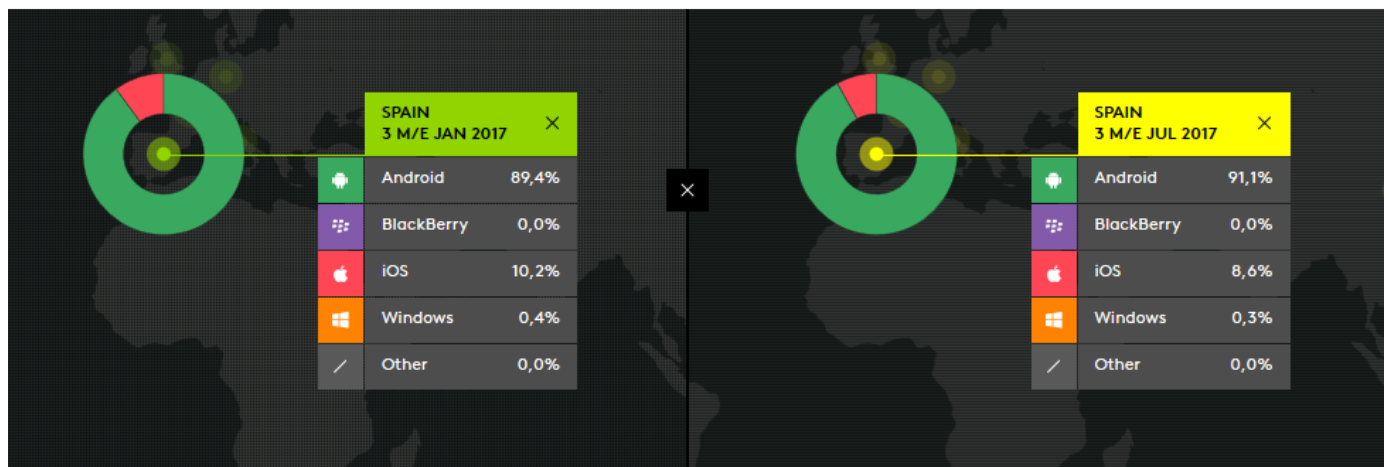 SPAIN
3 M/E JAN 2017
Android 89,4%
BlackBerry 0,0%
iOS 10,2%
Windows 0,4%
Other 0,0%
SPAIN
3 M/E JUL 2017
Android 91,1%
BlackBerry 0,0%
iOS 8,6%
Windows 0,3%
Other 0,0%